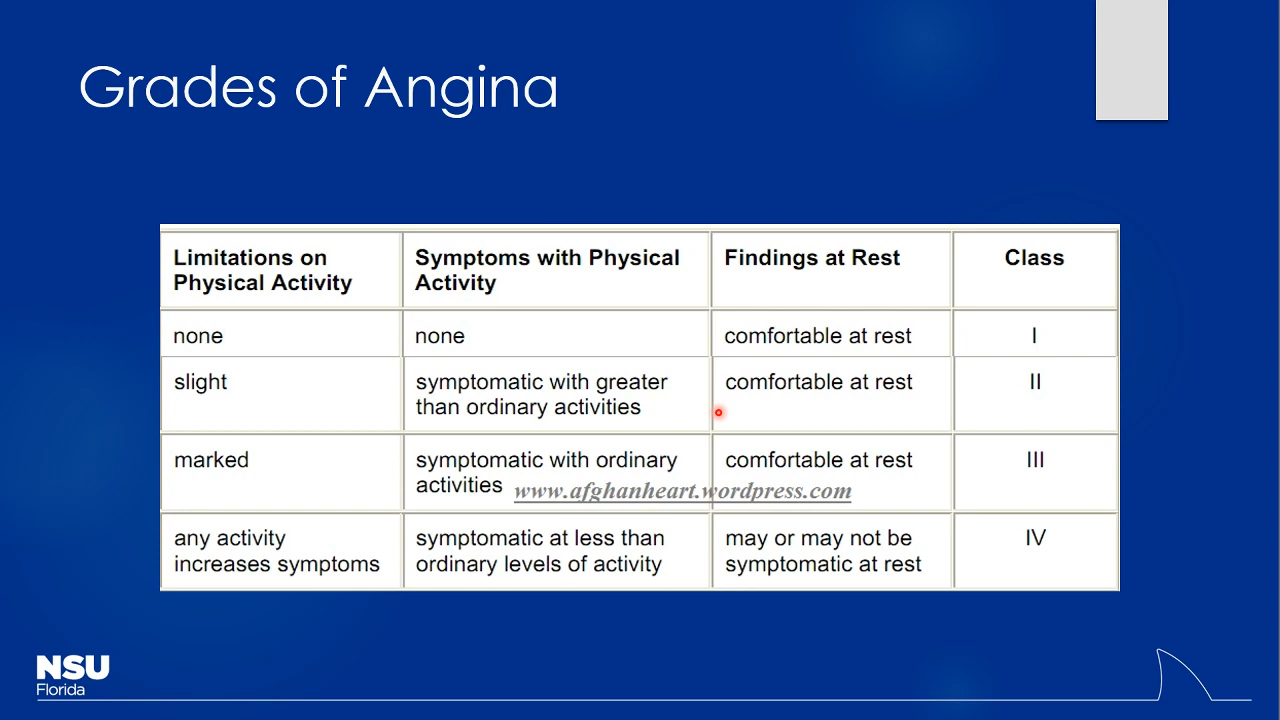 Grades of Angina
Limitations on Physical Activity
Symptoms with Physical Activity
Findings at Rest
Class
none
none
comfortable at rest
I
slight
symptomatic with greater than ordinary activities
comfortable at rest
II
marked
symptomatic with ordinary activities
comfortable at rest
III
www.afghanheart.wordpress.com
any activity increases symptoms
symptomatic at less than ordinary levels of activity
may or may not be symptomatic at rest
IV
NSU
Florida